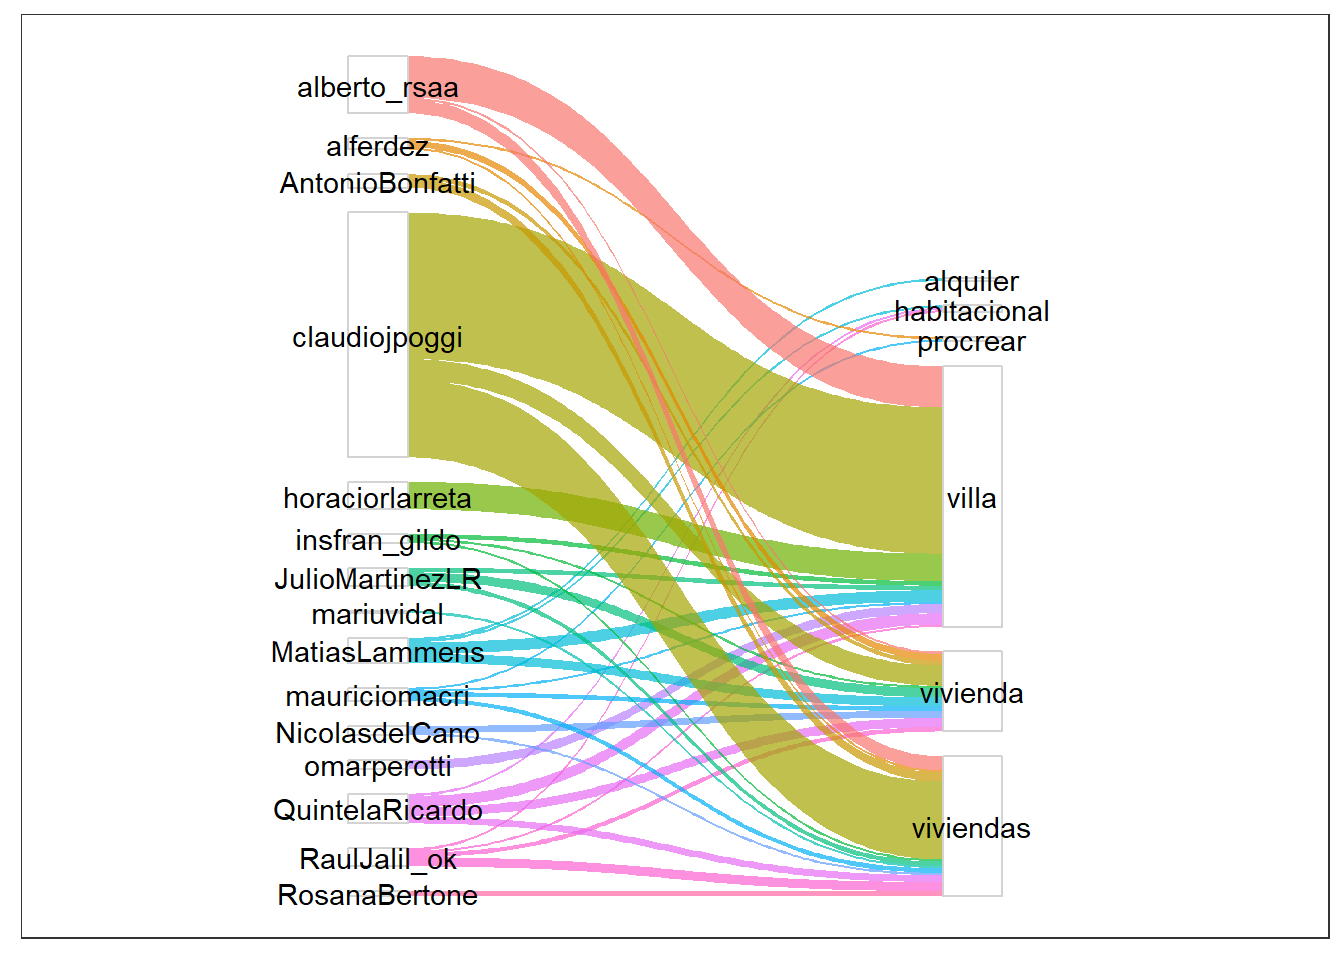 alberto_rsaa
alferdez
AntonioBonfatti
claudiojpoggi
horaciorlarreta
insfran_gildo
JulioMartinezLR
mariuvidal
MatiasLammens
mauriciomacri
NicolasdelCano
omarperotti
QuintelaRicardo
RaulJalil_ok
RosanaBertone
alquiler
habitacional
procrear
villa
vivienda
viviendas